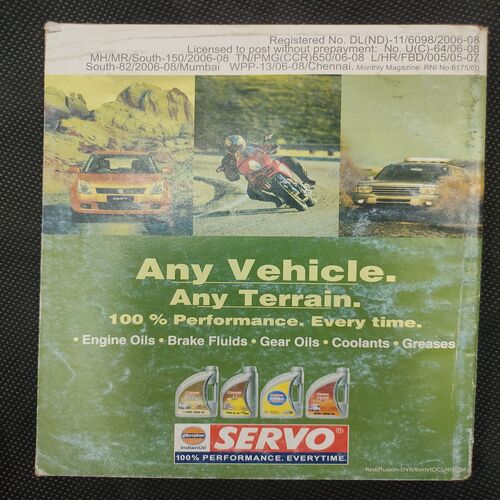 Registered No. DL(ND)-11/6098/2006-08
Licensed to post without prepayment: No. U(C)-64/06-08
MH/MR/South-150/2006-08 TN/PMG(CCR)650/06-08 L/HR/FBD/005/05-07
South-82/2006-08/Mumbai WPP-13/06-08/Chennai. Monthly Magazine: RNI No.8175/60
Any Vehicle.
Any Terrain.
100 % Performance. Every time.
• Engine Oils • Brake Fluids • Gear Oils • Coolants • Greases
IndianOil
SERVO®
100% PERFORMANCE. EVERYTIME.